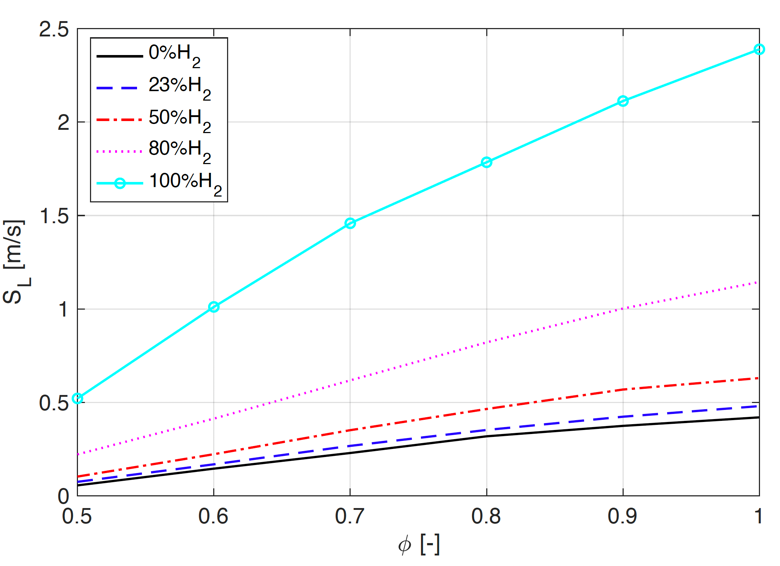 2.5
2
1.5
1
0.5
0
S_L [m/s]
0%H₂
23%H₂
50%H₂
80%H₂
100%H₂
0.5 0.6 0.7 0.8 0.9 1
ϕ [-]